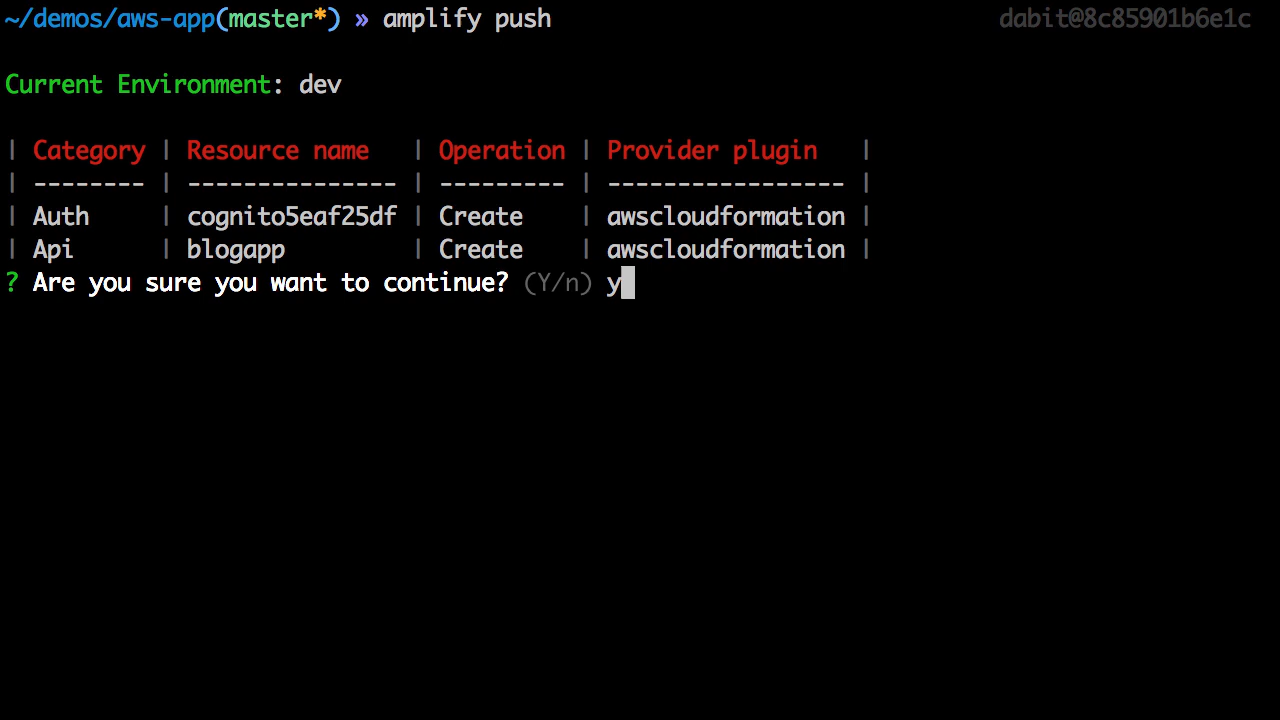 ~/demos/aws-app(master*) » amplify push dabit@8c85901b6e1c
Current Environment: dev
| Category | Resource name   | Operation | Provider plugin   |
| -------- | --------------- | --------- | ----------------- |
| Auth     | cognito5eaf25df | Create    | awscloudformation |
| Api      | blogapp         | Create    | awscloudformation |
? Are you sure you want to continue? (Y/n) y